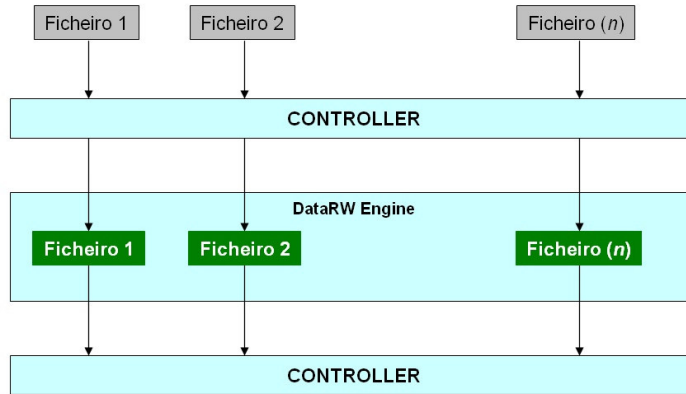 Ficheiro 1
Ficheiro 2
Ficheiro (n)
CONTROLLER
DataRW Engine
Ficheiro 1
Ficheiro 2
Ficheiro (n)
CONTROLLER